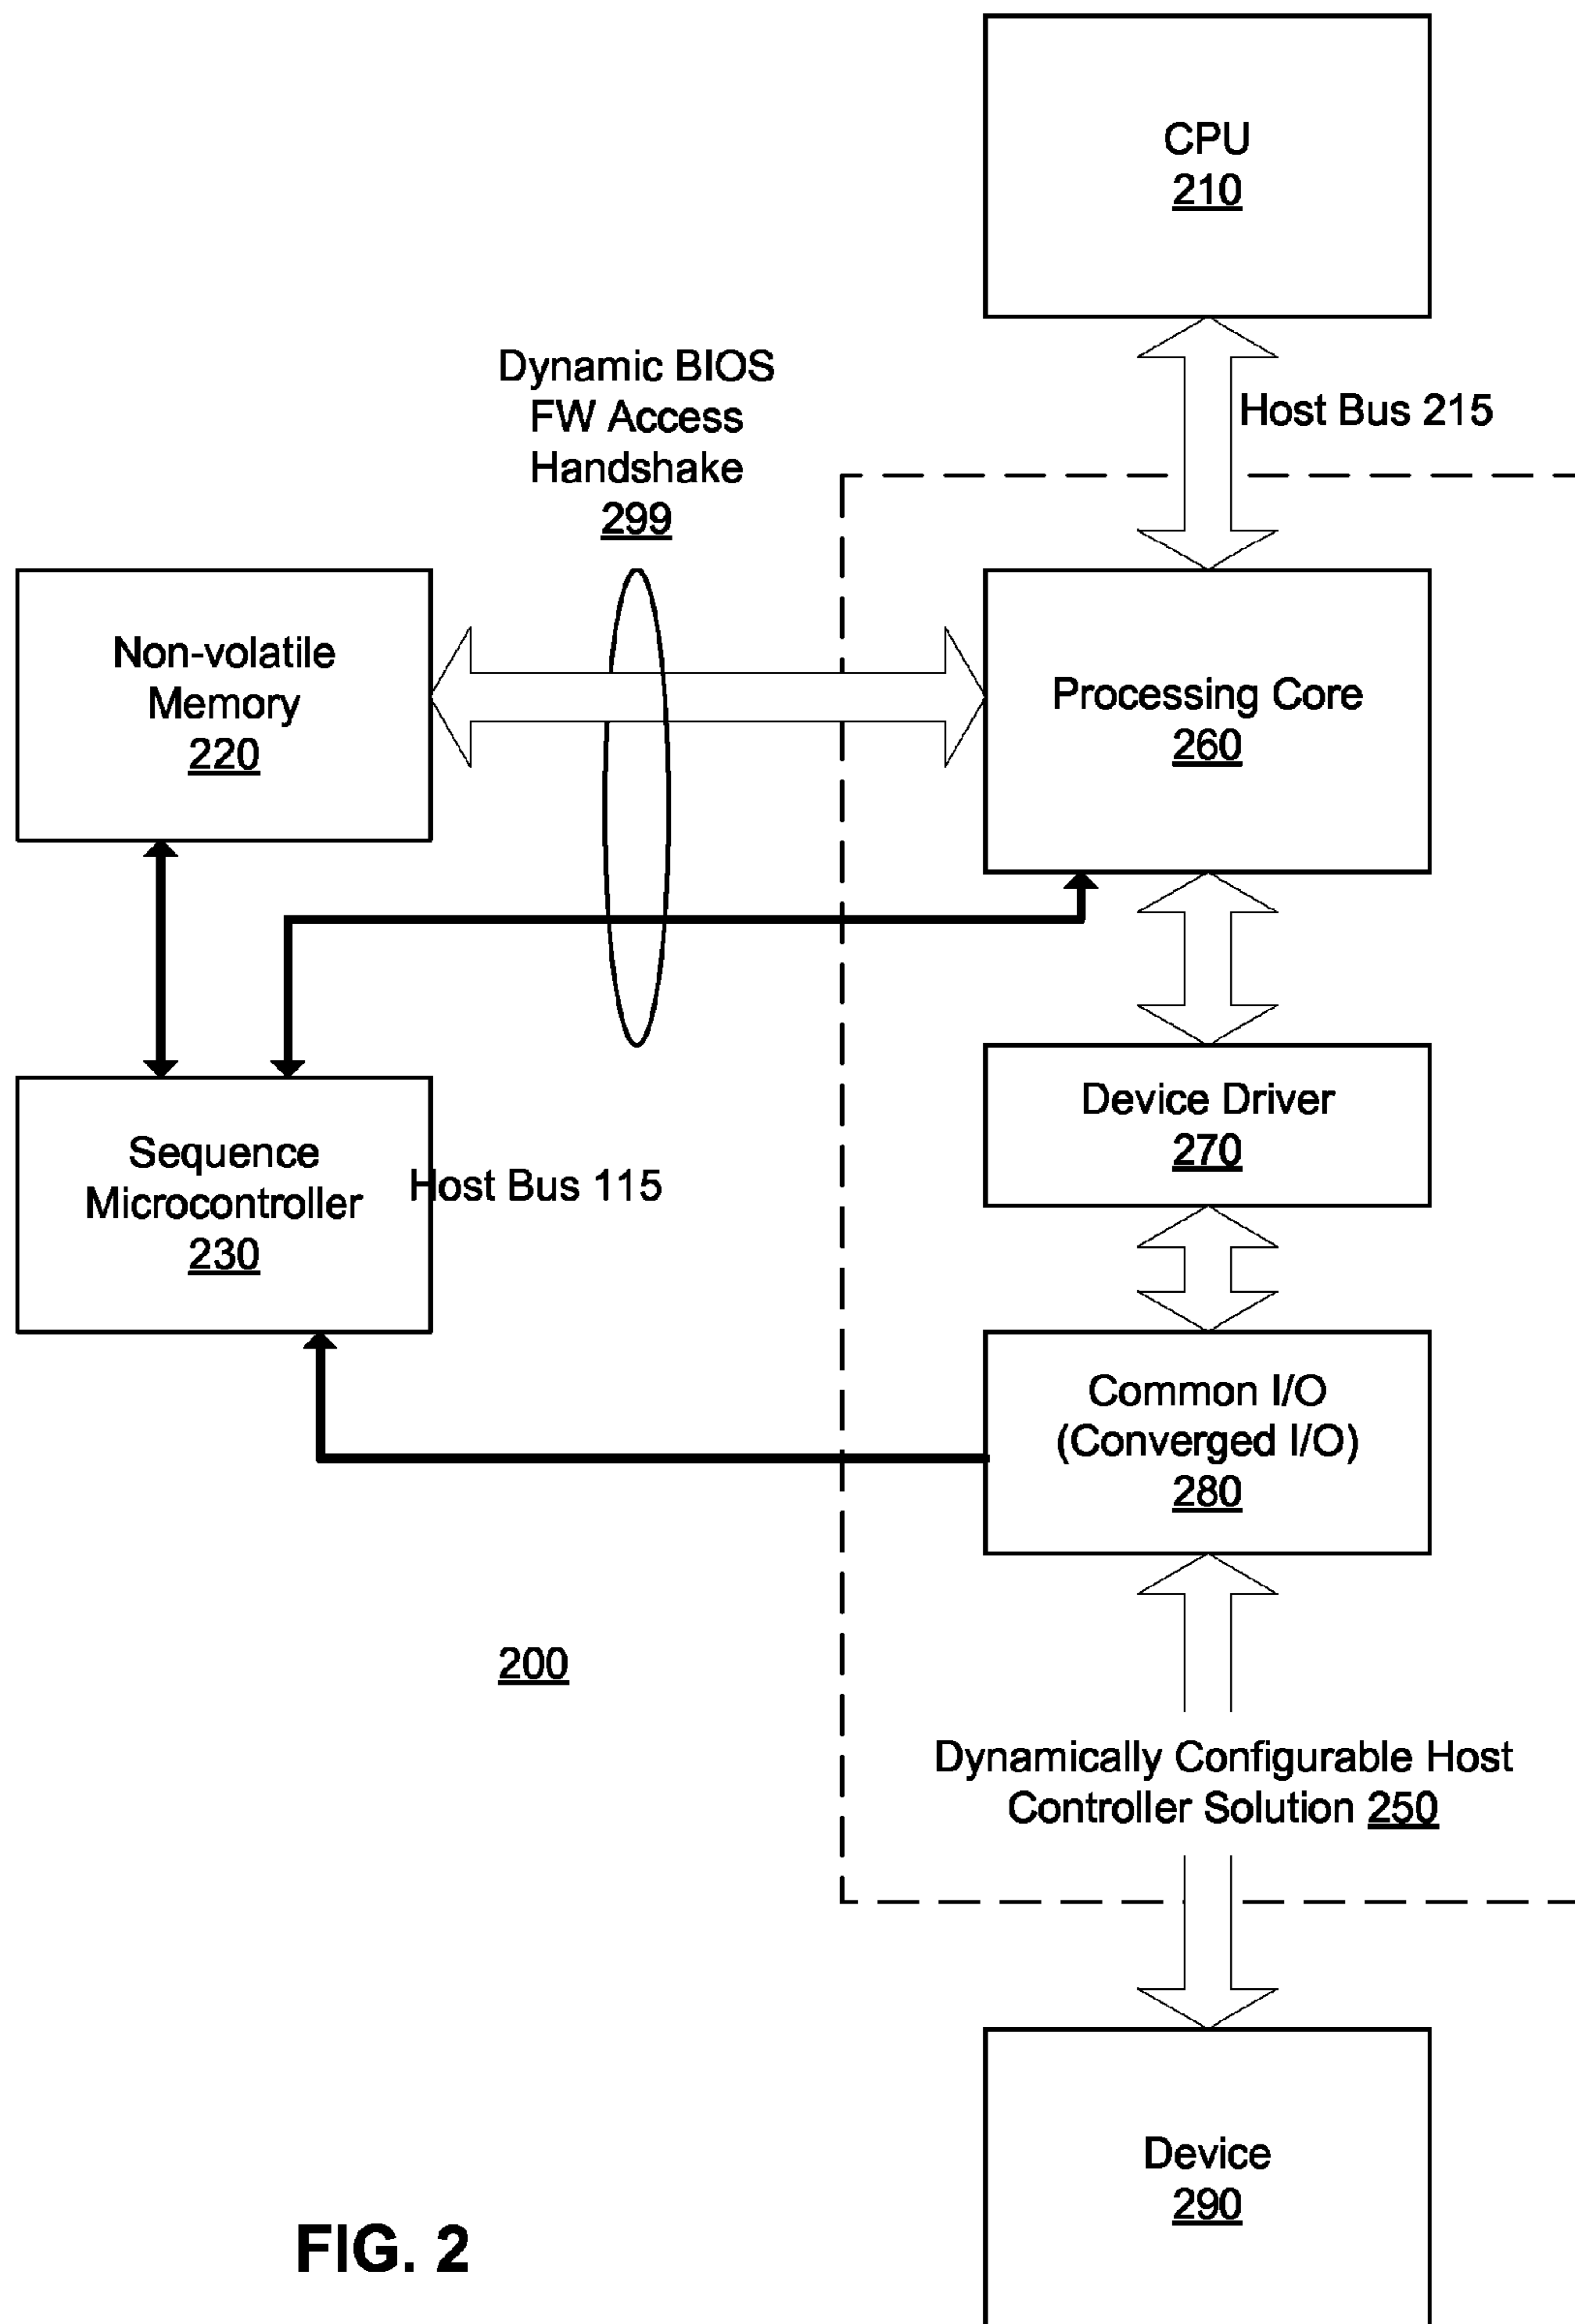 CPU
210
Dynamic BIOS
FW Access
Handshake
299
Host Bus 215
Non-volatile
Memory
220
Processing Core
260
Device Driver
270
Sequence
Microcontroller
230
Host Bus 115
Common I/O
(Converged I/O)
280
200
Dynamically Configurable Host
Controller Solution 250
Device
290
FIG. 2